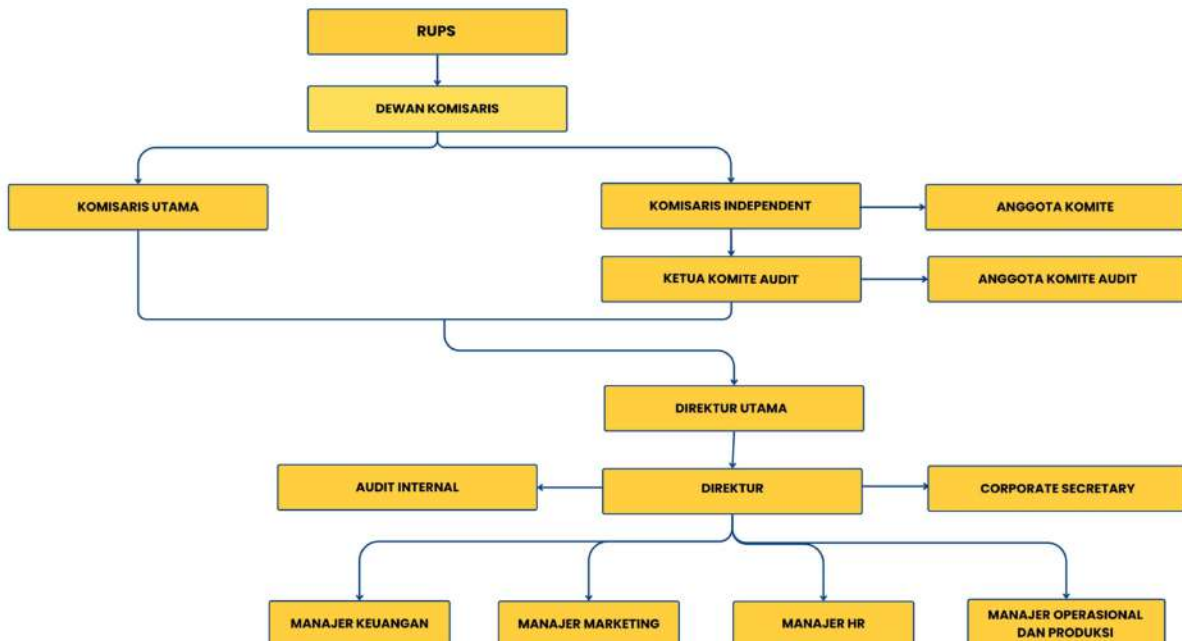 RUPS
DEWAN KOMISARIS
KOMISARIS UTAMA
KOMISARIS INDEPENDENT
ANGGOTA KOMITE
KETUA KOMITE AUDIT
ANGGOTA KOMITE AUDIT
DIREKTUR UTAMA
AUDIT INTERNAL
DIREKTUR
CORPORATE SECRETARY
MANAJER KEUANGAN
MANAJER MARKETING
MANAJER HR
MANAJER OPERASIONAL
DAN PRODUKSI